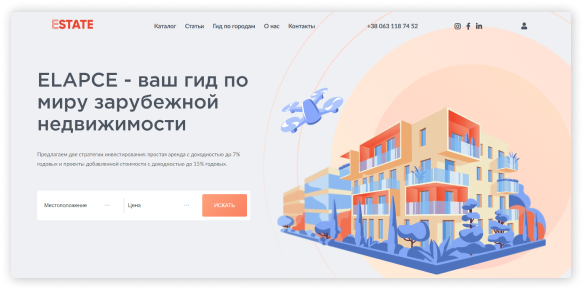 ESTATE
Каталог Статьи Гид по городам О нас Контакты +38 063 118 74 52
ELAPCE - ваш гид по
миру зарубежной
недвижимости
Предлагаем две стратегии инвестирования простая аренда с доходностью до 7%
годовых и проекты добавленной стоимости с доходностью до 15% годовых.
Местоположение Цена ИСКАТЬ